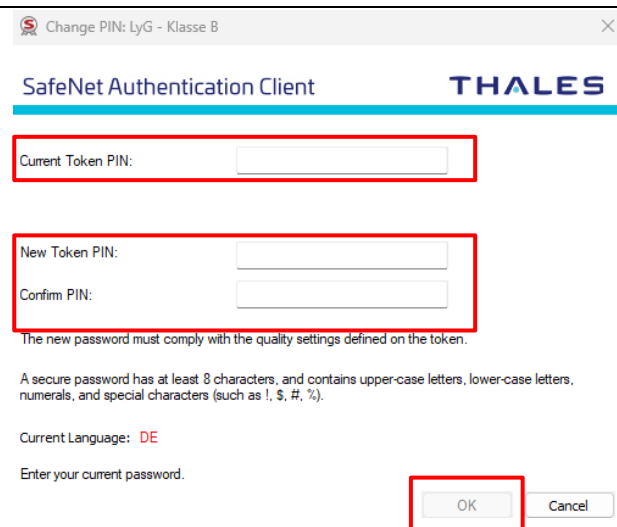 Change PIN: LyG - Klasse B
SafeNet Authentication Client
THALES
Current Token PIN:
New Token PIN:
Confirm PIN:
The new password must comply with the quality settings defined on the token.
A secure password has at least 8 characters, and contains upper-case letters, lower-case letters,
numerals, and special characters (such as !, $, #, %).
Current Language: DE
Enter your current password.
OK
Cancel